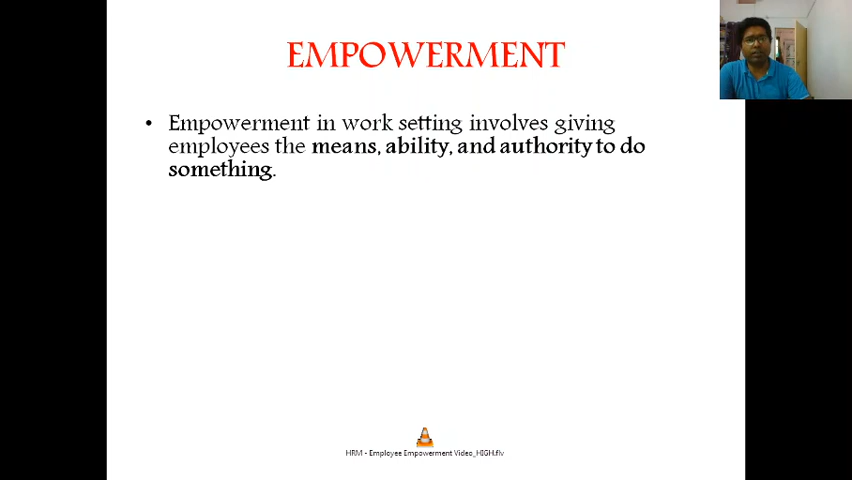 EMPOWERMENT
• Empowerment in work setting involves giving
employees the means, ability, and authority to do
something.
HRM - Employee Empowerment Video_HIGH.flv